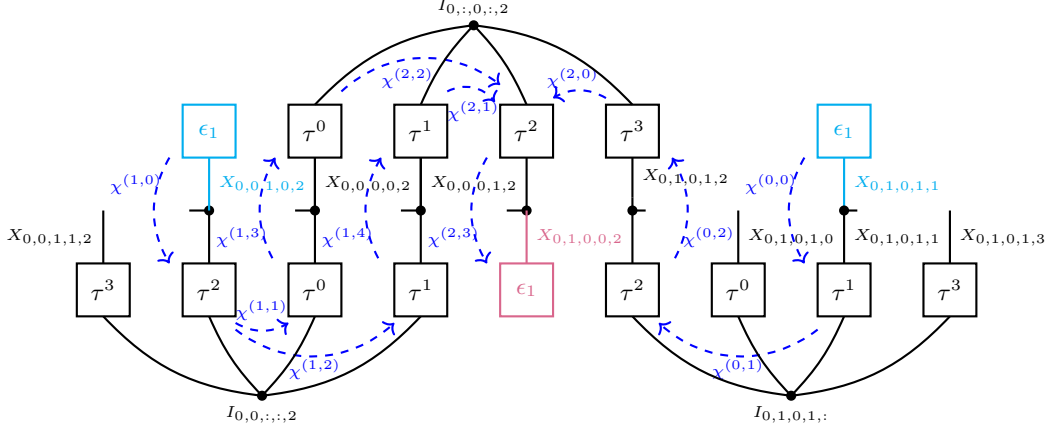 I_{0,:,0,:,2}
χ^{(2,2)} χ^{(2,0)}
χ^{(2,1)}
ϵ_1 τ^0 τ^1 τ^2 τ^3 ϵ_1
χ^{(1,0)} X_{0,0,1,0,2} X_{0,0,0,0,2} X_{0,0,0,1,2} X_{0,1,0,1,2} χ^{(0,0)} X_{0,1,0,1,1}
X_{0,0,1,1,2} χ^{(1,3)} χ^{(1,4)} χ^{(2,3)} X_{0,1,0,0,2} χ^{(0,2)} X_{0,1,0,1,0} X_{0,1,0,1,1} X_{0,1,0,1,3}
τ^3 τ^2 τ^0 τ^1 ϵ_1 τ^2 τ^0 τ^1 τ^3
χ^{(1,1)}
χ^{(1,2)} χ^{(0,1)}
I_{0,0,:,:,2} I_{0,1,0,1,:}